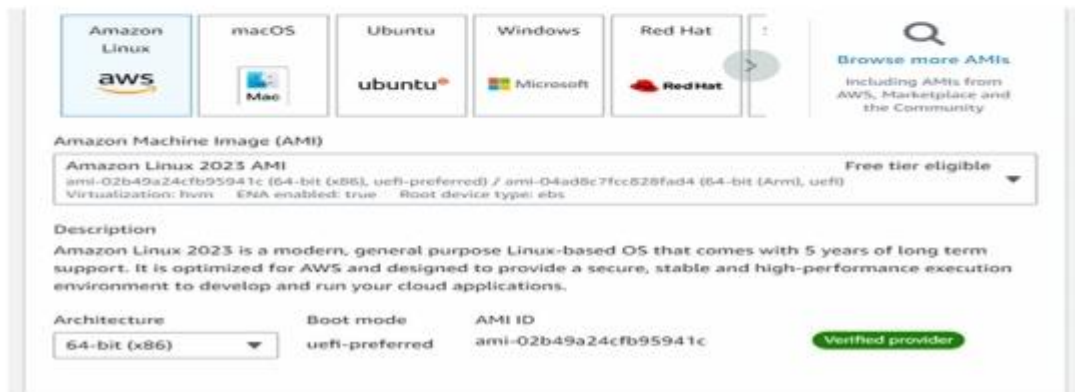 Amazon
Linux
aws
macOS
Mac
Ubuntu
ubuntu
Windows
Microsoft
Red Hat
Red Hat
Browse more AMIs
Including AMIs from
AWS, Marketplace and
the Community
Amazon Machine Image (AMI)
Amazon Linux 2023 AMI Free tier eligible
ami-02b49a24cfb95941c (64-bit (x86), uefi-preferred) / ami-04ad8c7fcc828fad4 (64-bit (Arm), uefi)
Virtualization: hvm ENA enabled: true Root device type: ebs
Description
Amazon Linux 2023 is a modern, general purpose Linux-based OS that comes with 5 years of long term
support. It is optimized for AWS and designed to provide a secure, stable and high-performance execution
environment to develop and run your cloud applications.
Architecture Boot mode AMI ID
64-bit (x86) uefi-preferred ami-02b49a24cfb95941c Verified provider